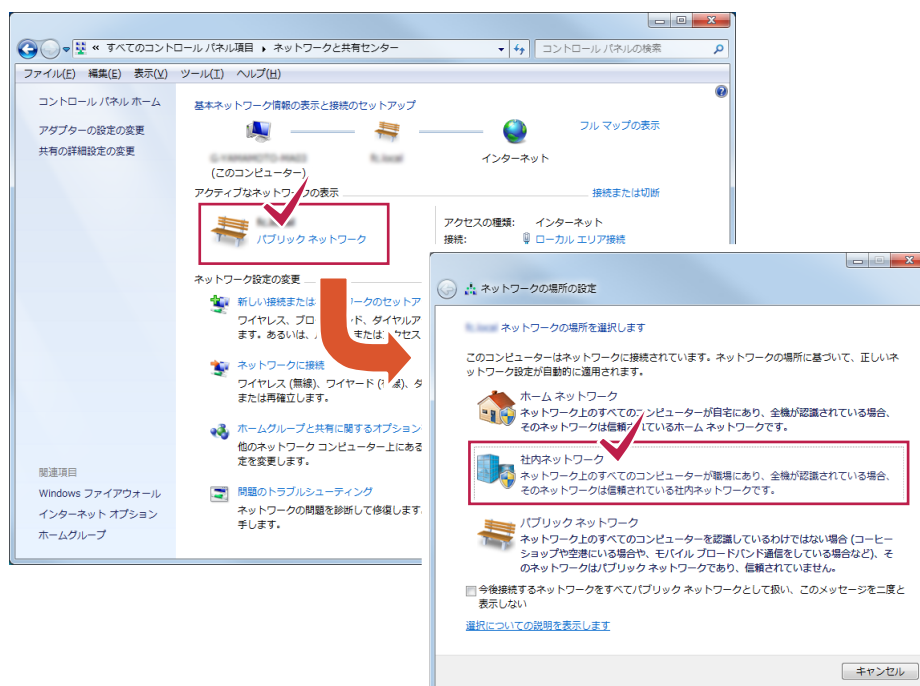 « すべてのコントロール パネル項目 ▸ ネットワークと共有センター
コントロール パネルの検索
ファイル(F) 編集(E) 表示(V) ツール(T) ヘルプ(H)
コントロール パネル ホーム
アダプターの設定の変更
共有の詳細設定の変更
基本ネットワーク情報の表示と接続のセットアップ
フル マップの表示
インターネット
(このコンピューター)
アクティブなネットワークの表示
接続または切断
パブリック ネットワーク
アクセスの種類: インターネット
接続: ローカル エリア接続
ネットワーク設定の変更
新しい接続または ークのセットア
ワイヤレス、ブロ ド、ダイヤルア
ます。あるいは、 または クセス
ネットワークに接続
ワイヤレス (無線)、ワイヤード ( )、ダ
または再確立します。
ホームグループと共有に関するオプション
他のネットワーク コンピューター上にある
定を変更します。
問題のトラブルシューティング
ネットワークの問題を診断して修復します
手します。
関連項目
Windows ファイアウォール
インターネット オプション
ホームグループ
ネットワークの場所の設定
ネットワークの場所を選択します
このコンピューターはネットワークに接続されています。ネットワークの場所に基づいて、正しいネ
ットワーク設定が自動的に適用されます。
ホーム ネットワーク
ネットワーク上のすべてのコンピューターが自宅にあり、全機が認識されている場合、
そのネットワークは信頼されているホーム ネットワークです。
社内ネットワーク
ネットワーク上のすべてのコンピューターが職場にあり、全機が認識されている場合、
そのネットワークは信頼されている社内ネットワークです。
パブリック ネットワーク
ネットワーク上のすべてのコンピューターを認識しているわけではない場合 (コーヒー
ショップや空港にいる場合や、モバイル ブロードバンド通信をしている場合など)、そ
のネットワークはパブリック ネットワークであり、信頼されていません。
今後接続するネットワークをすべてパブリック ネットワークとして扱い、このメッセージを二度と
表示しない
選択についての説明を表示します
キャンセル